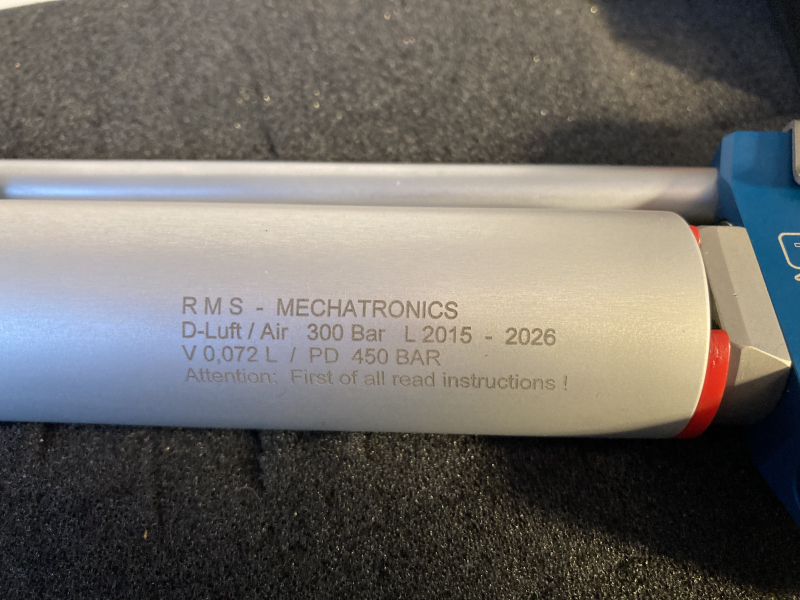 R M S - MECHATRONICS
D-Luft / Air 300 Bar L 2015 - 2026
V 0,072 L / PD 450 BAR
Attention: First of all read instructions !